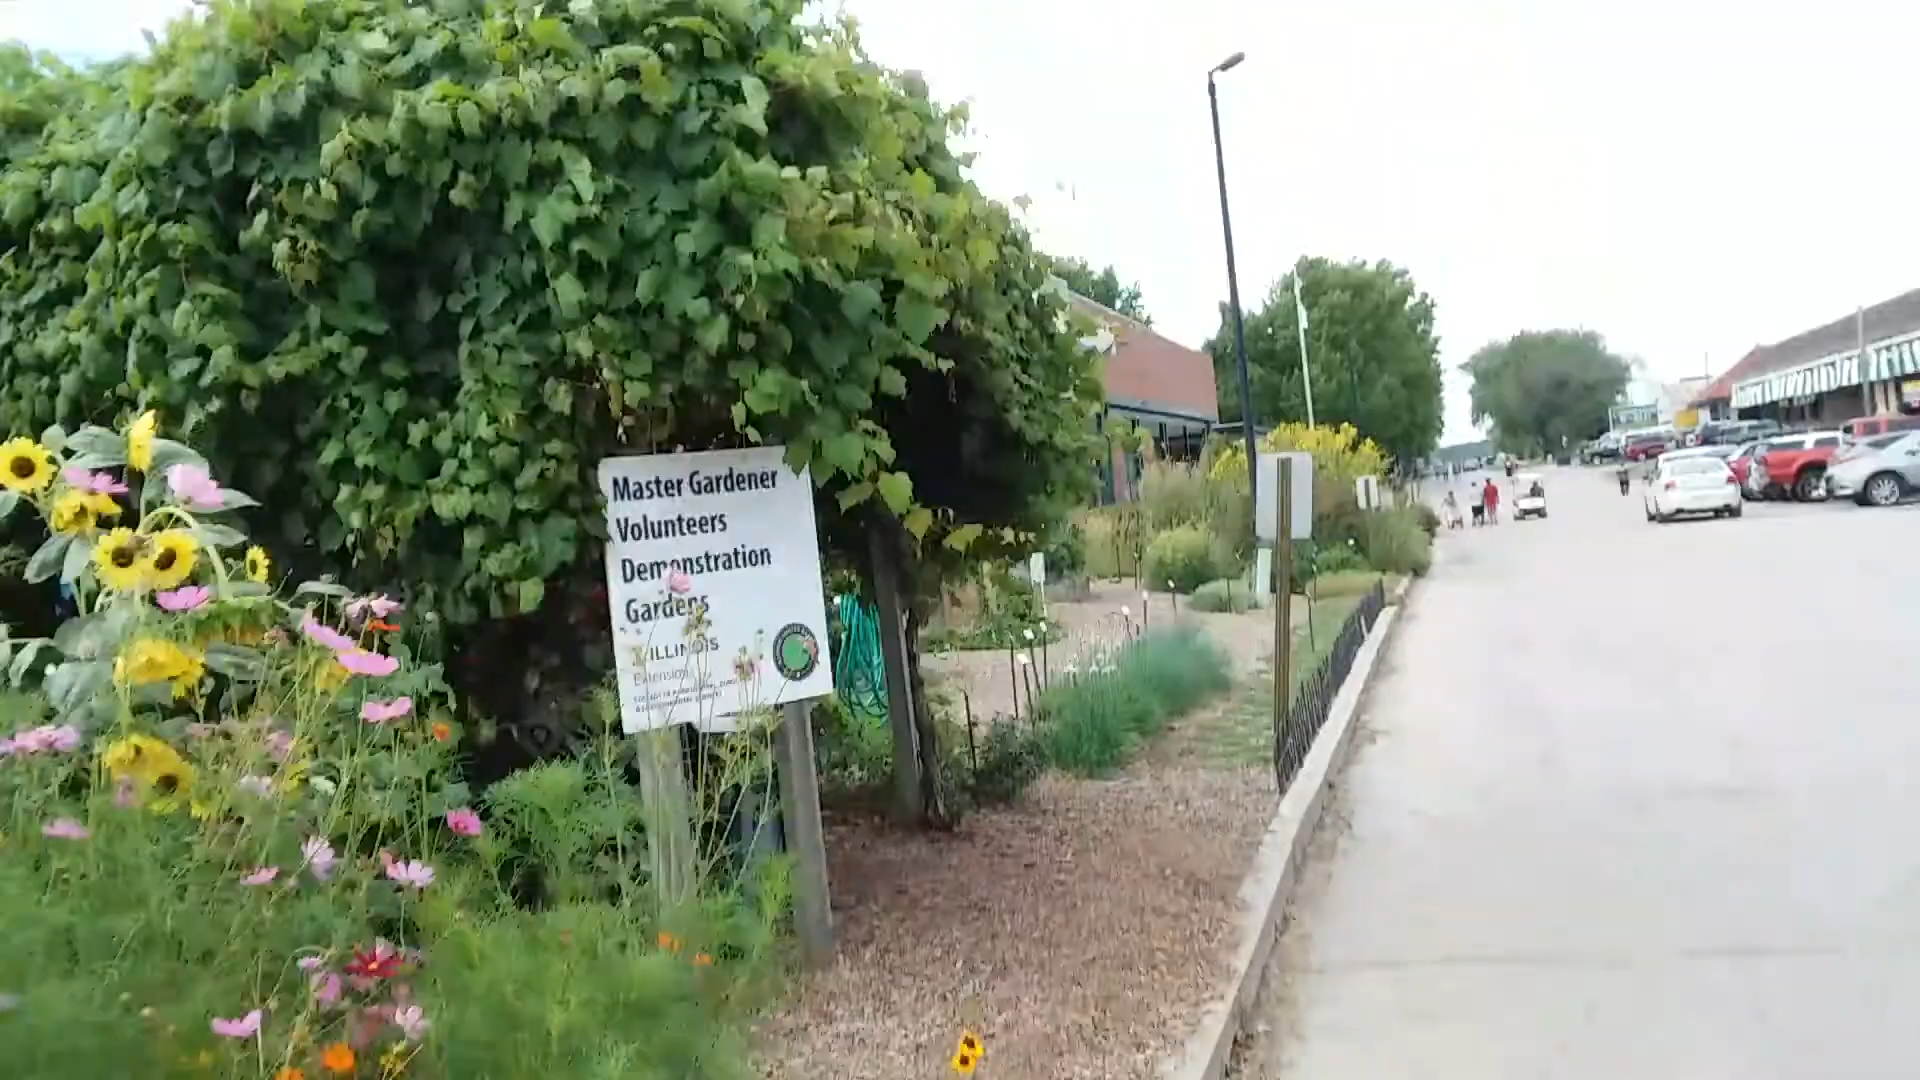 Master Gardener
Volunteers
Demonstration
Gardens
ILLINOIS
Extension